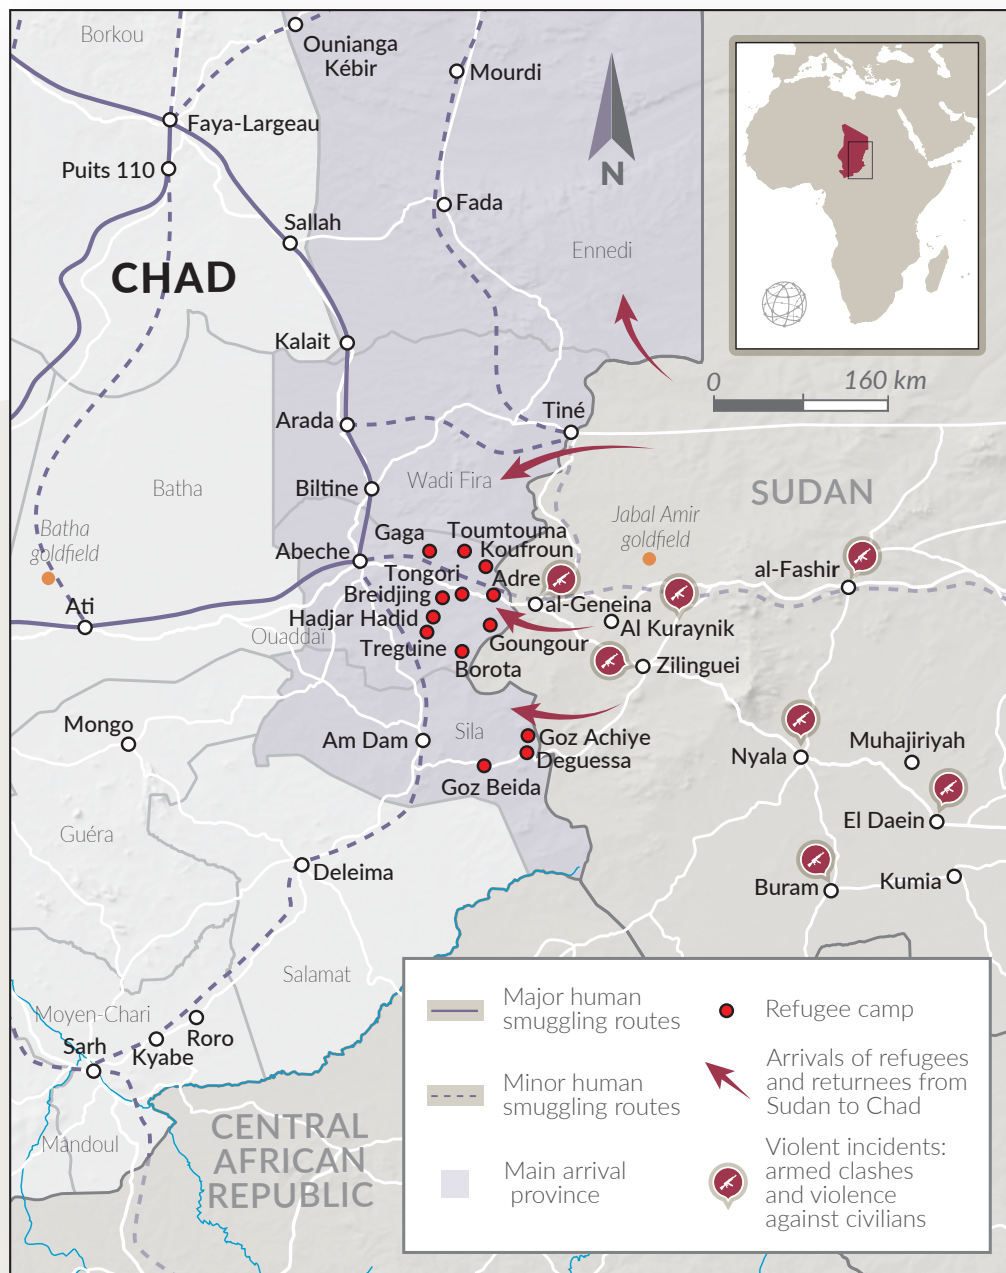 Borkou
Ounianga
Kébir
Mourdi
Faya-Largeau
Puits 110
N
Fada
Sallah
Ennedi
CHAD
Kalait
0
160 km
Arada
Tiné
Wadi Fira
Batha
Biltine
SUDAN
Batha
goldfield
Jabal Amir
goldfield
Gaga
Toumtouma
Koufroun
Abeche
Tongori
Adre
al-Fashir
Breidjing
al-Geneina
Ati
Hadjar Hadid
Al Kuraynik
Ouaddaï
Treguine
Goungour
Borota
Zilinguei
Mongo
Sila
Am Dam
Goz Achiye
Deguessa
Nyala
Muhajiriyah
Goz Beida
El Daein
Guéra
Deleima
Buram
Kumia
Salamat
Moyen-Chari
Roro
Sarh
Kyabe
Mandoul
CENTRAL
AFRICAN
REPUBLIC
Major human
smuggling routes
Minor human
smuggling routes
Main arrival
province
Refugee camp
Arrivals of refugees
and returnees from
Sudan to Chad
Violent incidents:
armed clashes
and violence
against civilians